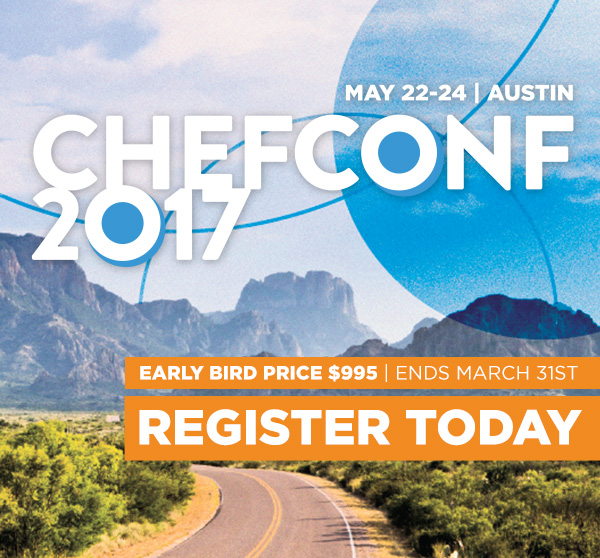 MAY 22-24 | AUSTIN
CHEFCONF
2017
EARLY BIRD PRICE $995 | ENDS MARCH 31ST
REGISTER TODAY